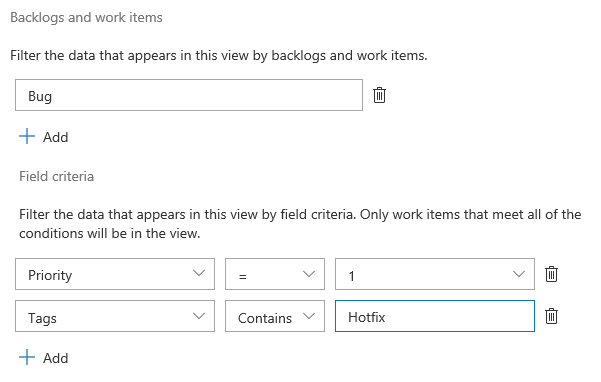 Backlogs and work items
Filter the data that appears in this view by backlogs and work items.
Bug
Add
Field criteria
Filter the data that appears in this view by field criteria. Only work items that meet all of the
conditions will be in the view.
Priority = 1
Tags Contains Hotfix
Add